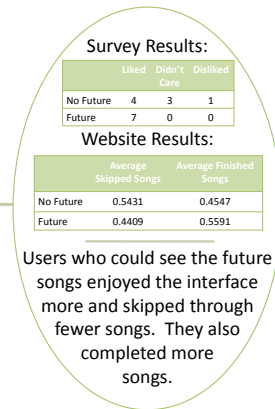 Survey Results:
Liked Didn't Care Disliked
No Future 4 3 1
Future 7 0 0
Website Results:
Average Skipped Songs Average Finished Songs
No Future 0.5431 0.4547
Future 0.4409 0.5591
Users who could see the future
songs enjoyed the interface
more and skipped through
fewer songs. They also
completed more
songs.